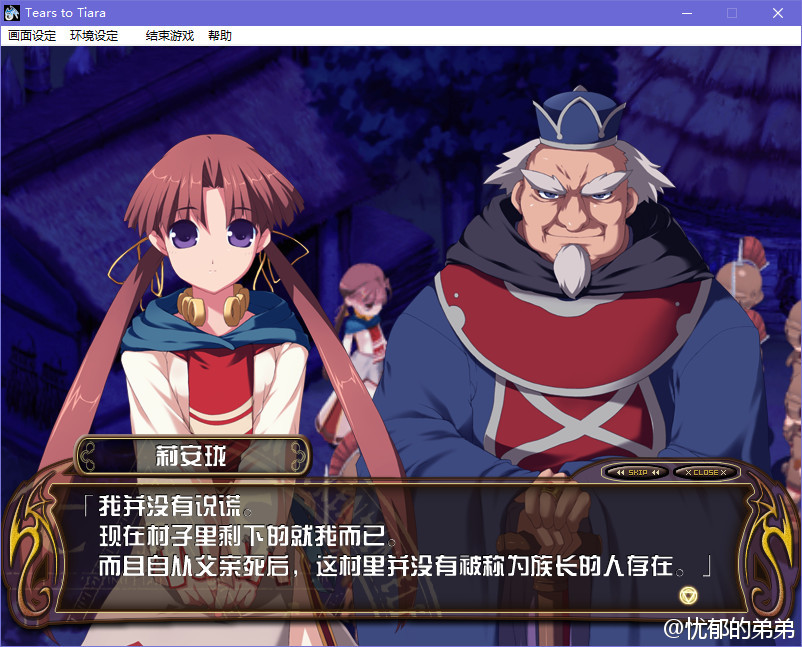 Tears to Tiara
画面设定 环境设定 结束游戏 帮助
莉安珑
SKIP
CLOSE
「我并没有说谎。
现在村子里剩下的就我而已。
而且自从父亲死后，这村里并没有被称为族长的人存在。」
@忧郁的弟弟